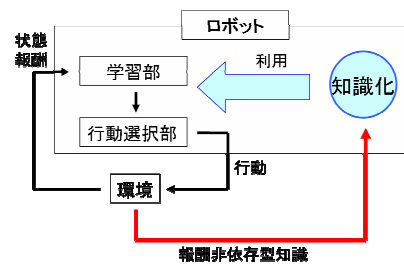 ロボット
状態
報酬
学習部
利用
知識化
行動選択部
行動
環境
報酬非依存型知識